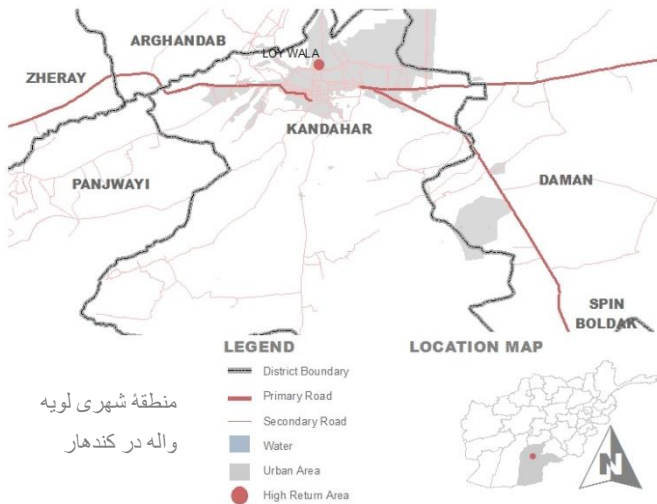 ARGHANDAB
LOY WALA
ZHERAY
KANDAHAR
PANJWAYI
DAMAN
SPIN
BOLDAK
LEGEND
District Boundary
Primary Road
Secondary Road
Water
Urban Area
High Return Area
LOCATION MAP
N
منطقۀ شهری لویه
واله در کندهار